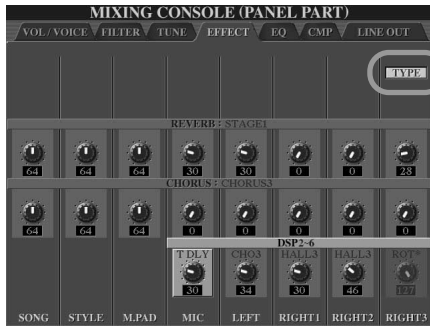 MIXING CONSOLE (PANEL PART)
VOL / VOICE FILTER TUNE EFFECT EQ CMP LINE OUT
TYPE
REVERB : STAGE1
64 64 64 30 30 0 0 28
CHORUS : CHORUS3
64 64 64 0 0 0 0 0
DSP2~6
T DLY CHO3 HALL3 HALL3 ROT*
30 34 30 46 127
SONG STYLE M.PAD MIC LEFT RIGHT1 RIGHT2 RIGHT3